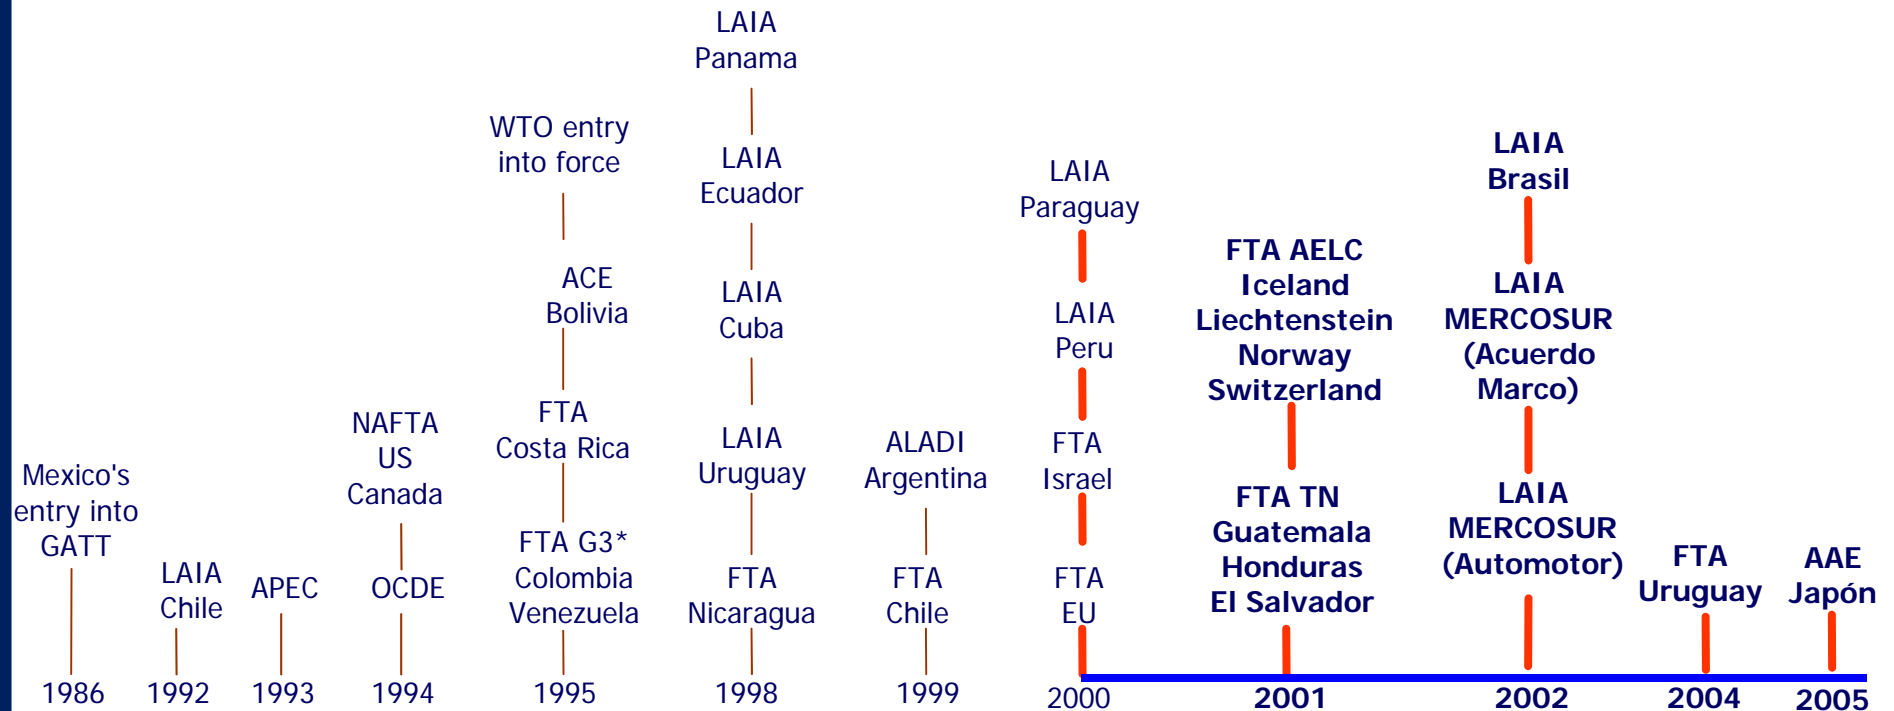 Mexico's
entry into
GATT
1986
LAIA
Chile
1992
APEC
1993
NAFTA
US
Canada
OCDE
1994
WTO entry
into force
ACE
Bolivia
FTA
Costa Rica
FTA G3*
Colombia
Venezuela
1995
LAIA
Panama
LAIA
Ecuador
LAIA
Cuba
LAIA
Uruguay
FTA
Nicaragua
1998
ALADI
Argentina
FTA
Chile
1999
LAIA
Paraguay
LAIA
Peru
FTA
Israel
FTA
EU
2000
FTA AELC
Iceland
Liechtenstein
Norway
Switzerland
FTA TN
Guatemala
Honduras
El Salvador
2001
LAIA
Brasil
LAIA
MERCOSUR
(Acuerdo
Marco)
LAIA
MERCOSUR
(Automotor)
2002
FTA
Uruguay
2004
AAE
Japón
2005